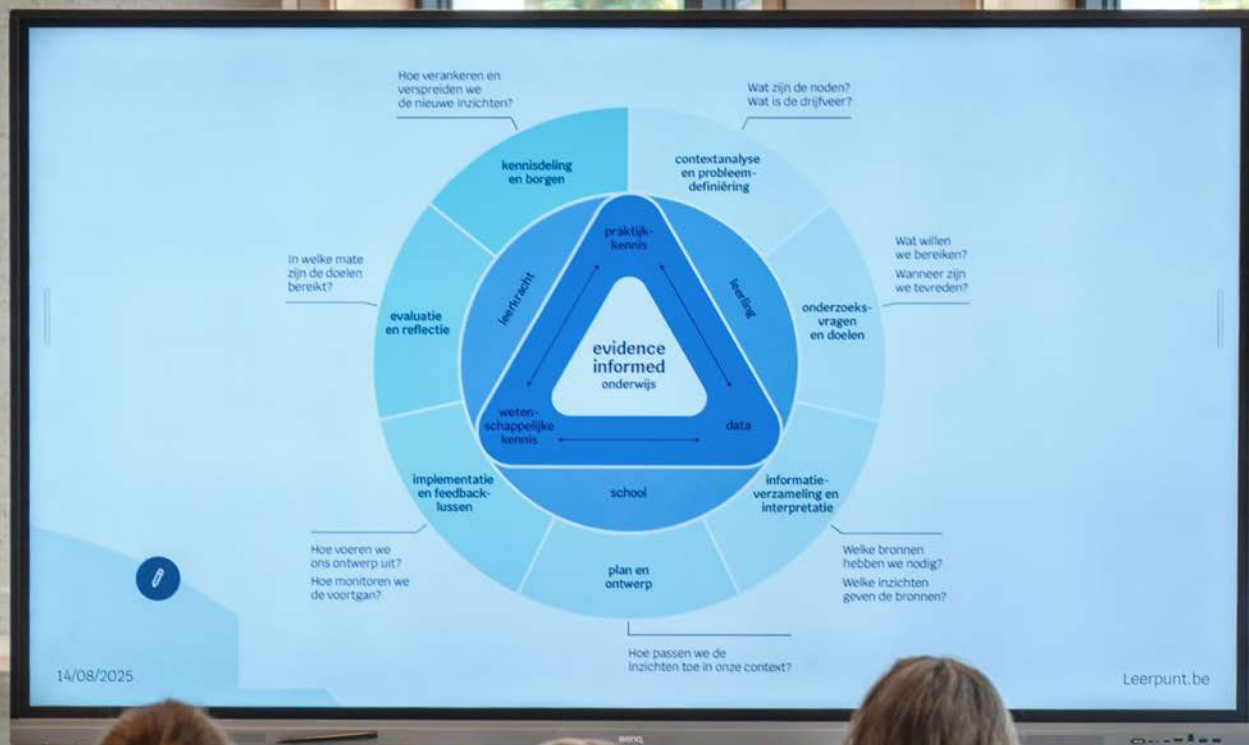 Hoe verankeren en
verspreiden we
de nieuwe inzichten?
Wat zijn de noden?
Wat is de drijfveer?
kennisdeling
en borgen
contextanalyse
en probleem-
definiëring
In welke mate
zijn de doelen
bereikt?
Wat willen
we bereiken?
Wanneer zijn
we tevreden?
evaluatie
en reflectie
leerkracht
praktijk-
kennis
leerling
onderzoeks-
vragen
en doelen
evidence
informed
onderwijs
weten-
schappelijke
kennis
data
implementatie
en feedback-
lussen
school
informatie-
verzameling en
interpretatie
Hoe voeren we
ons ontwerp uit?
Hoe monitoren we
de voortgan?
plan en
ontwerp
Welke bronnen
hebben we nodig?
Welke inzichten
geven de bronnen?
Hoe passen we de
inzichten toe in onze context?
14/08/2025
Leerpunt.be
BenQ